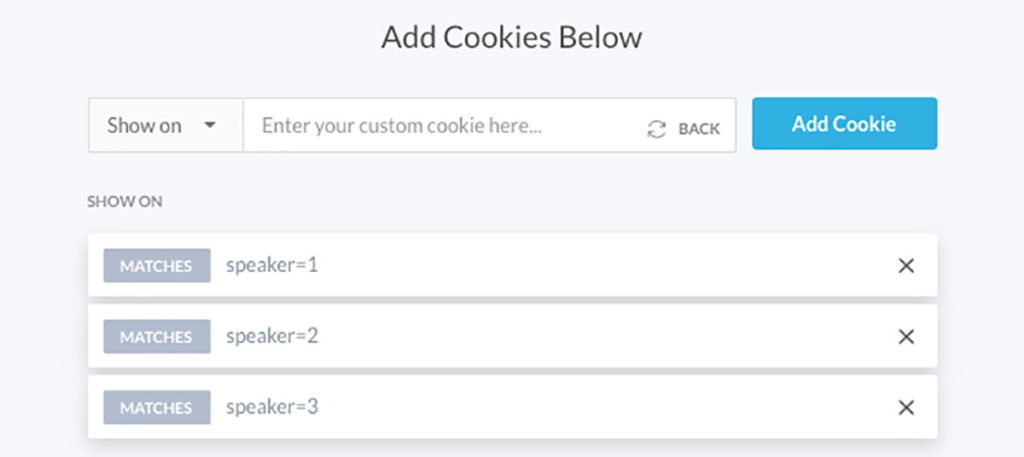 Add Cookies Below
Show on Enter your custom cookie here... BACK Add Cookie
SHOW ON
MATCHES speaker=1
MATCHES speaker=2
MATCHES speaker=3